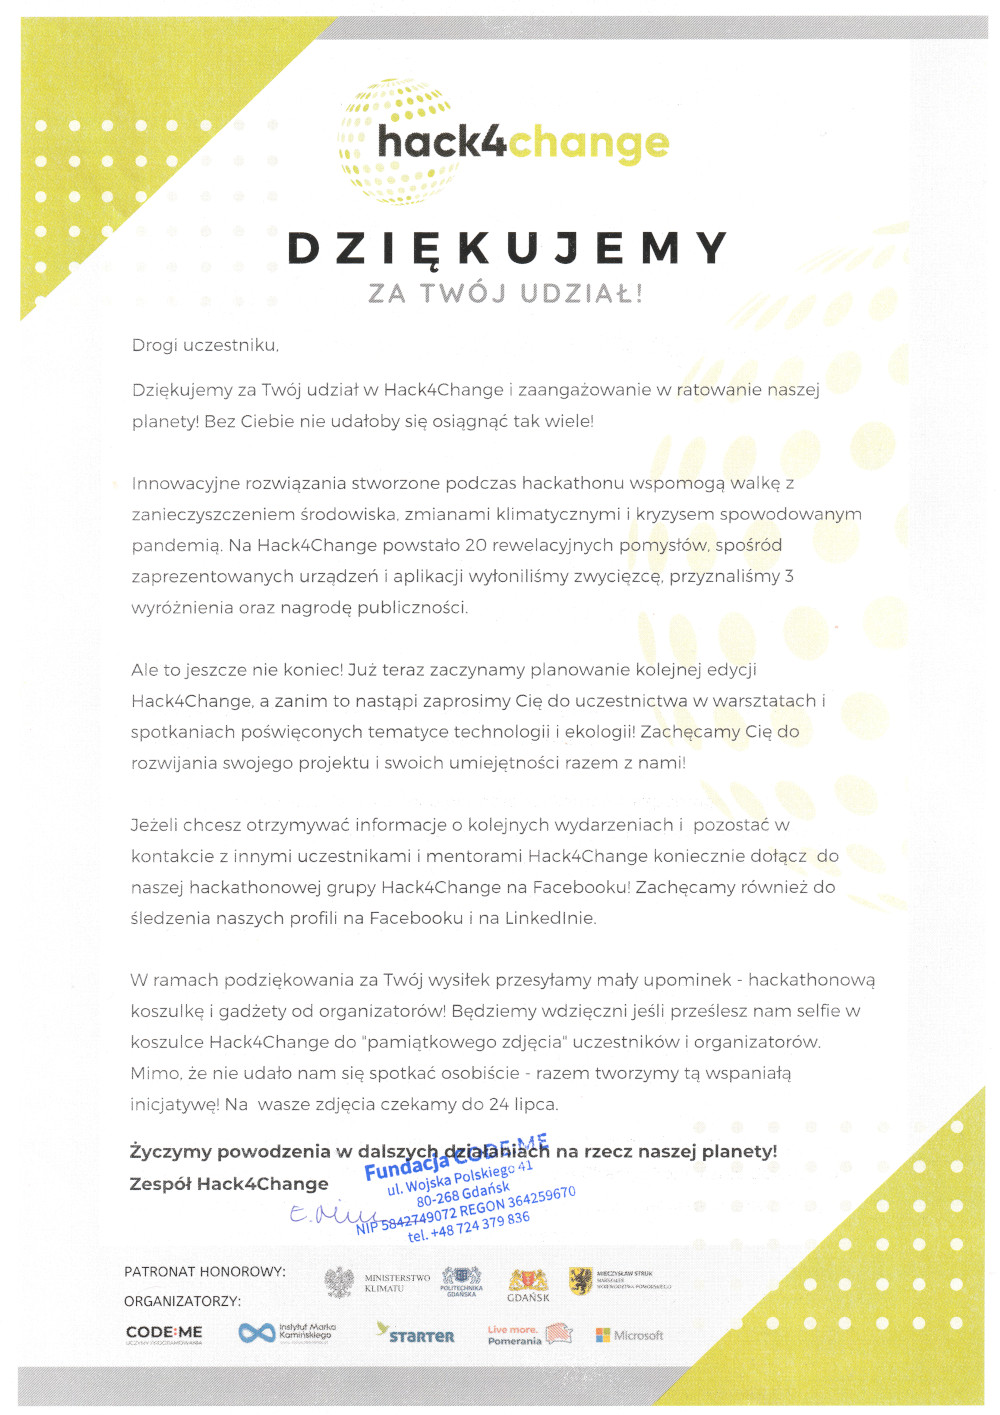 hack4change
DZIĘKUJEMY
ZA TWÓJ UDZIAŁ!
Drogi uczestniku,
Dziękujemy za Twój udział w Hack4Change i zaangażowanie w ratowanie naszej
planety! Bez Ciebie nie udałoby się osiągnąć tak wiele!
Innowacyjne rozwiązania stworzone podczas hackathonu wspomogą walkę z
zanieczyszczeniem środowiska, zmianami klimatycznymi i kryzysem spowodowanym
pandemią. Na Hack4Change powstało 20 rewelacyjnych pomysłów, spośród
zaprezentowanych urządzeń i aplikacji wyłoniliśmy zwycięzcę, przyznaliśmy 3
wyróżnienia oraz nagrodę publiczności.
Ale to jeszcze nie koniec! Już teraz zaczynamy planowanie kolejnej edycji
Hack4Change, a zanim to nastąpi zaprosimy Cię do uczestnictwa w warsztatach i
spotkaniach poświęconych tematyce technologii i ekologii! Zachęcamy Cię do
rozwijania swojego projektu i swoich umiejętności razem z nami!
Jeżeli chcesz otrzymywać informacje o kolejnych wydarzeniach i pozostać w
kontakcie z innymi uczestnikami i mentorami Hack4Change koniecznie dołącz do
naszej hackathonowej grupy Hack4Change na Facebooku! Zachęcamy również do
śledzenia naszych profili na Facebooku i na LinkedInie.
W ramach podziękowania za Twój wysiłek przesyłamy mały upominek - hackathonową
koszulkę i gadżety od organizatorów! Będziemy wdzięczni jeśli prześlesz nam selfie w
koszulce Hack4Change do "pamiątkowego zdjęcia" uczestników i organizatorów.
Mimo, że nie udało nam się spotkać osobiście - razem tworzymy tą wspaniałą
inicjatywę! Na wasze zdjęcia czekamy do 24 lipca.
Życzymy powodzenia w dalszych działaniach na rzecz naszej planety!
Zespół Hack4Change
Fundacja CODE:ME
ul. Wojska Polskiego 41
80-268 Gdańsk
NIP 5842749072 REGON 364259670
tel. +48 724 379 836
PATRONAT HONOROWY:
MINISTERSTWO
KLIMATU
POLITECHNIKA
GDAŃSKA
GDAŃSK
MIECZYSŁAW STRUK
MARSZAŁEK
WOJEWÓDZTWA POMORSKIEGO
ORGANIZATORZY:
CODE:ME
UCZYMY PROGRAMOWANIA
Instytut Marka
Kamińskiego
STARTER
Live more.
Pomerania
Microsoft